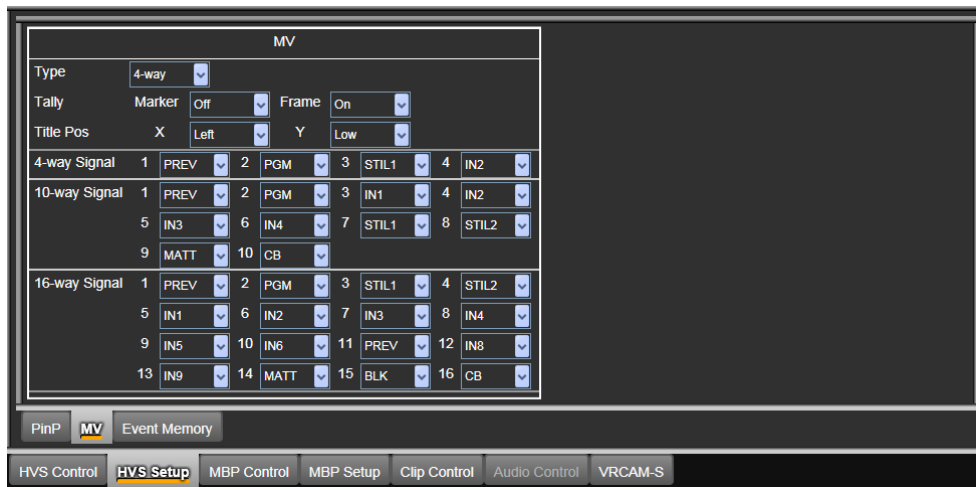 MV
Type 4-way
Tally Marker Off Frame On
Title Pos X Left Y Low
4-way Signal 1 PREV 2 PGM 3 STIL1 4 IN2
10-way Signal 1 PREV 2 PGM 3 IN1 4 IN2
5 IN3 6 IN4 7 STIL1 8 STIL2
9 MATT 10 CB
16-way Signal 1 PREV 2 PGM 3 STIL1 4 STIL2
5 IN1 6 IN2 7 IN3 8 IN4
9 IN5 10 IN6 11 PREV 12 IN8
13 IN9 14 MATT 15 BLK 16 CB
PinP MV Event Memory
HVS Control HVS Setup MBP Control MBP Setup Clip Control Audio Control VRCAM-S